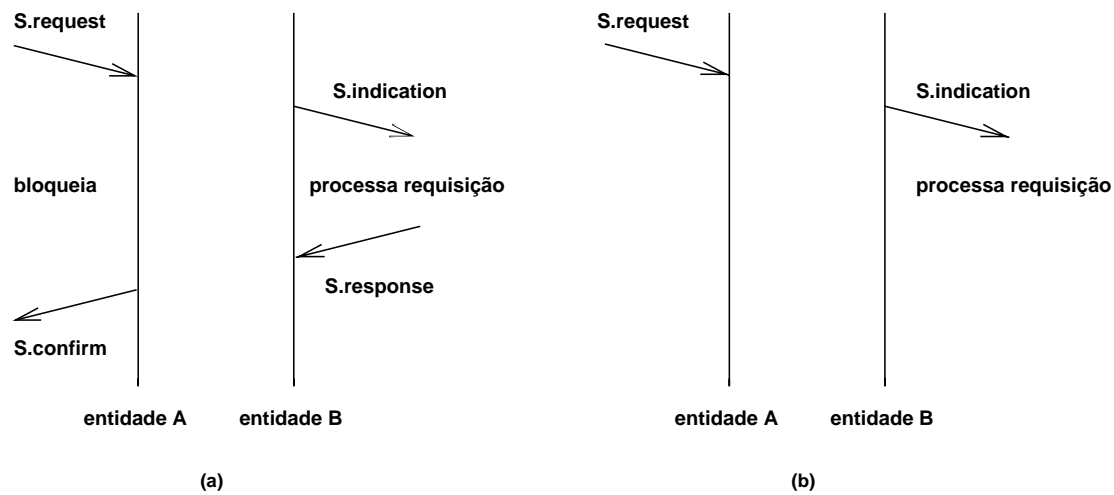 S.request
S.indication
bloqueia
processa requisição
S.response
S.confirm
entidade A
entidade B
(a)
S.request
S.indication
processa requisição
entidade A
entidade B
(b)